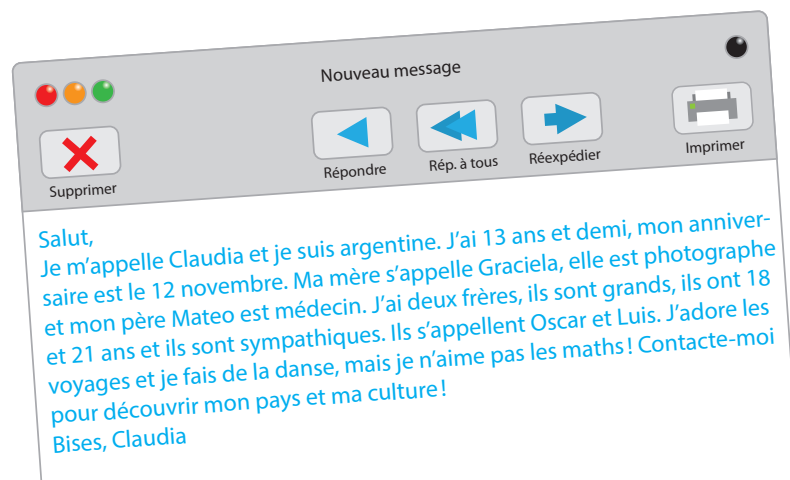 Nouveau message
Supprimer
Répondre
Rép. à tous
Réexpédier
Imprimer
Salut,
Je m'appelle Claudia et je suis argentine. J'ai 13 ans et demi, mon anniver-
saire est le 12 novembre. Ma mère s'appelle Graciela, elle est photographe
et mon père Mateo est médecin. J'ai deux frères, ils sont grands, ils ont 18
et 21 ans et ils sont sympathiques. Ils s'appellent Oscar et Luis. J'adore les
voyages et je fais de la danse, mais je n'aime pas les maths ! Contacte-moi
pour découvrir mon pays et ma culture !
Bises, Claudia